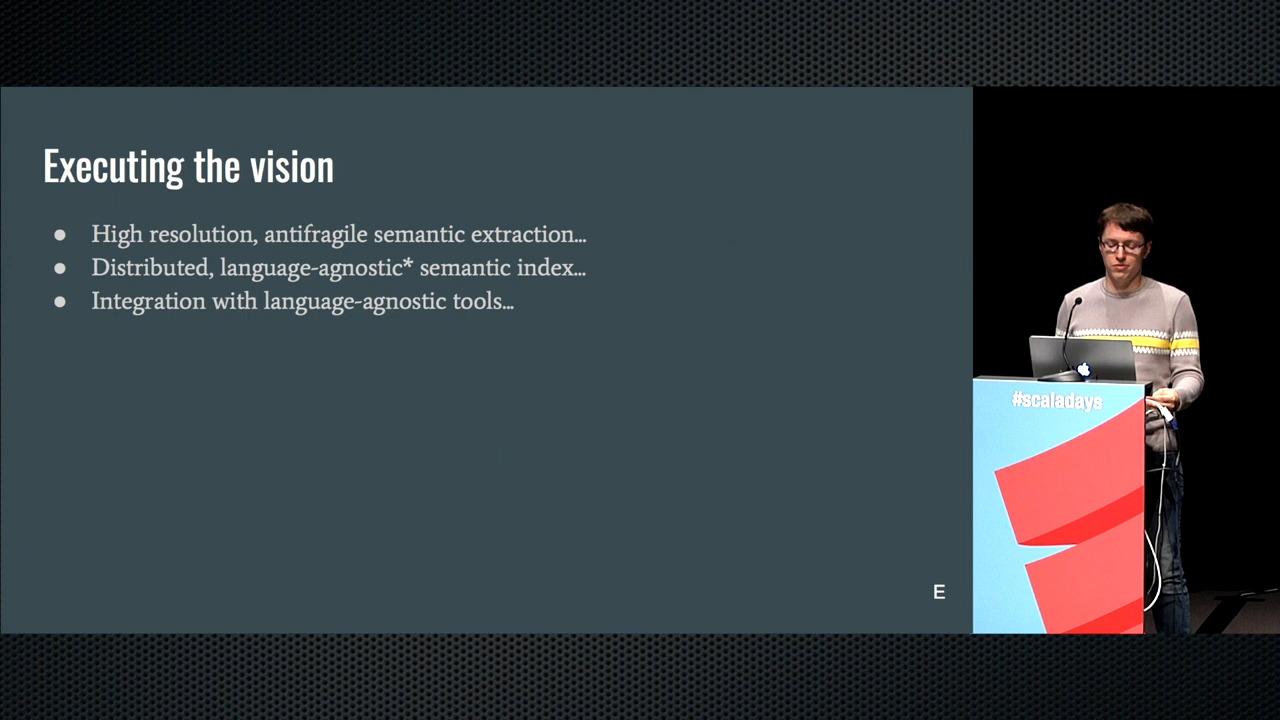 Executing the vision
● High resolution, antifragile semantic extraction...
● Distributed, language-agnostic* semantic index...
● Integration with language-agnostic tools...
E
#scaladays